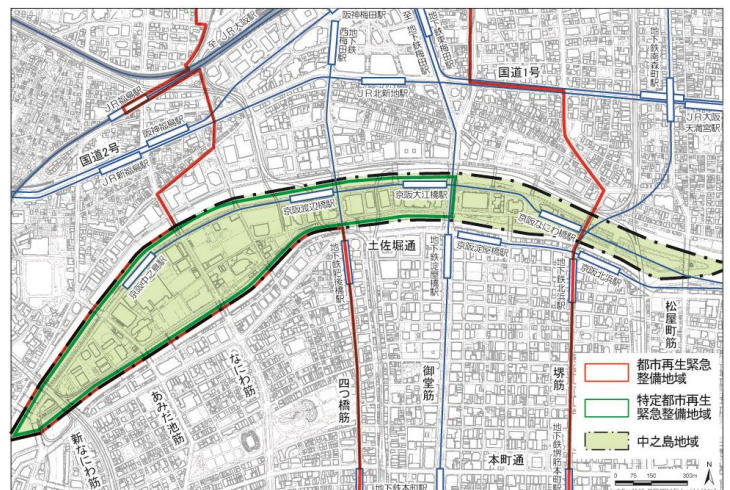 阪神梅田駅
至JR大阪駅
地下鉄
西梅田駅
至
地下鉄梅田駅
地下鉄東梅田駅
国道1号
地下鉄南森町駅
JR北新地駅
JR福島駅
阪神福島駅
JR大阪
天満宮駅
国道2号
JR新福島駅
京阪渡辺橋駅
京阪大江橋駅
京阪なにわ橋駅
土佐堀通
京阪淀屋橋駅
地下鉄肥後橋駅
地下鉄淀屋橋駅
地下鉄北浜駅
京阪北浜駅
京阪中之島駅
松屋町筋
なにわ筋
あみだ池筋
新なにわ筋
四つ橋筋
御堂筋
堺筋
本町通
地下鉄本町駅
地下鉄堺筋本町駅
都市再生緊急
整備地域
特定都市再生
緊急整備地域
中之島地域
N
0 75 150 300m